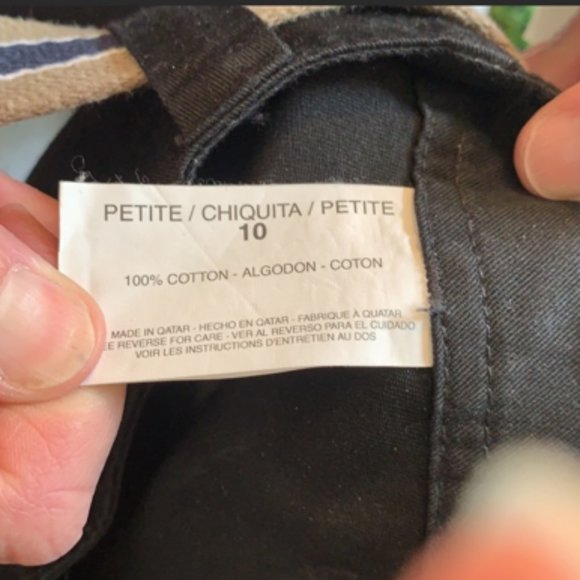 PETITE / CHIQUITA / PETITE
10
100% COTTON - ALGODON - COTON
MADE IN QATAR - HECHO EN QATAR - FABRIQUE À QUATAR
EE REVERSE FOR CARE - VER AL REVERSO PARA EL CUIDADO
VOIR LES INSTRUCTIONS D'ENTRETIEN AU DOS